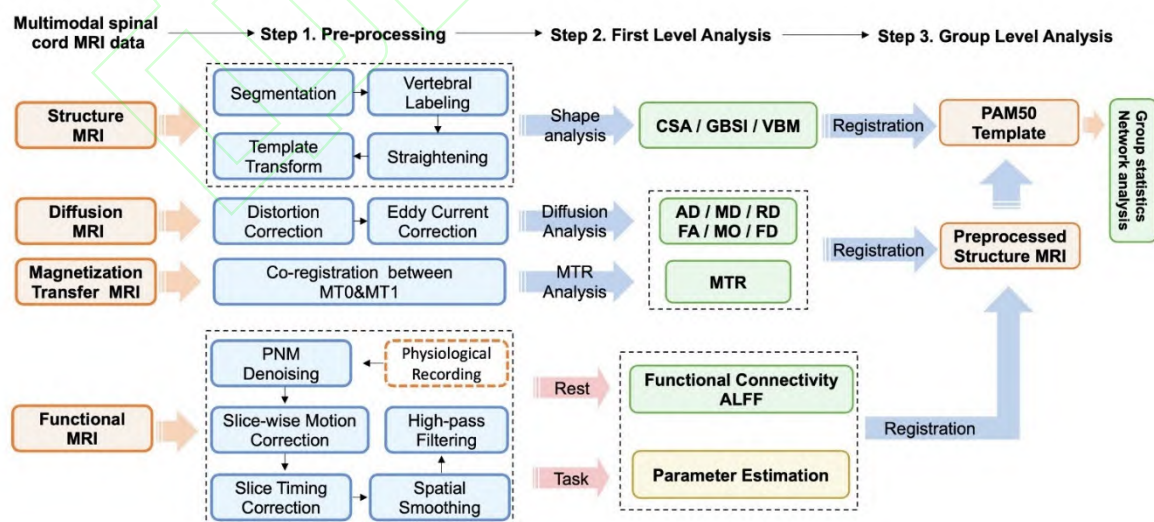 Multimodal spinal
cord MRI data
Step 1. Pre-processing
Step 2. First Level Analysis
Step 3. Group Level Analysis
Structure
MRI
Segmentation
Vertebral
Labeling
Template
Transform
Straightening
Shape
analysis
CSA / GBSI / VBM
Registration
PAM50
Template
Group statistics
Network analysis
Diffusion
MRI
Distortion
Correction
Eddy Current
Correction
Diffusion
Analysis
AD / MD / RD
FA / MO / FD
Registration
Preprocessed
Structure MRI
Magnetization
Transfer MRI
Co-registration between
MT0&MT1
MTR
Analysis
MTR
Functional
MRI
PNM
Denoising
Physiological
Recording
Slice-wise Motion
Correction
High-pass
Filtering
Slice Timing
Correction
Spatial
Smoothing
Rest
Functional Connectivity
ALFF
Task
Parameter Estimation
Registration